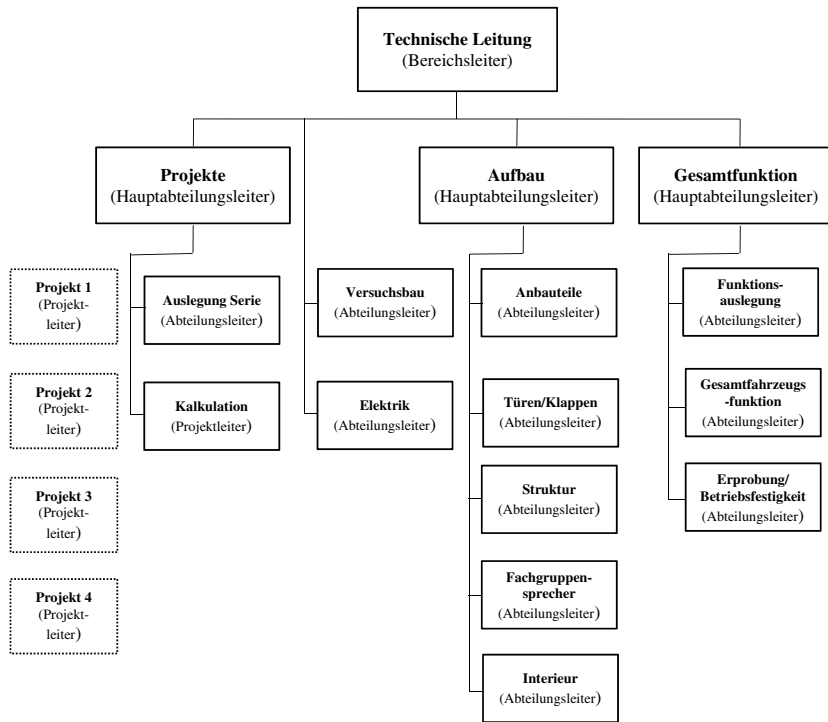 Technische Leitung
(Bereichsleiter)
Projekte
(Hauptabteilungsleiter)
Aufbau
(Hauptabteilungsleiter)
Gesamtfunktion
(Hauptabteilungsleiter)
Projekt 1
(Projekt-
leiter)
Auslegung Serie
(Abteilungsleiter)
Versuchsbau
(Abteilungsleiter)
Anbauteile
(Abteilungsleiter)
Funktions-
auslegung
(Abteilungsleiter)
Projekt 2
(Projekt-
leiter)
Kalkulation
(Projektleiter)
Elektrik
(Abteilungsleiter)
Türen/Klappen
(Abteilungsleiter)
Gesamtfahrzeugs
-funktion
(Abteilungsleiter)
Projekt 3
(Projekt-
leiter)
Struktur
(Abteilungsleiter)
Erprobung/
Betriebsfestigkeit
(Abteilungsleiter)
Projekt 4
(Projekt-
leiter)
Fachgruppen-
sprecher
(Abteilungsleiter)
Interieur
(Abteilungsleiter)